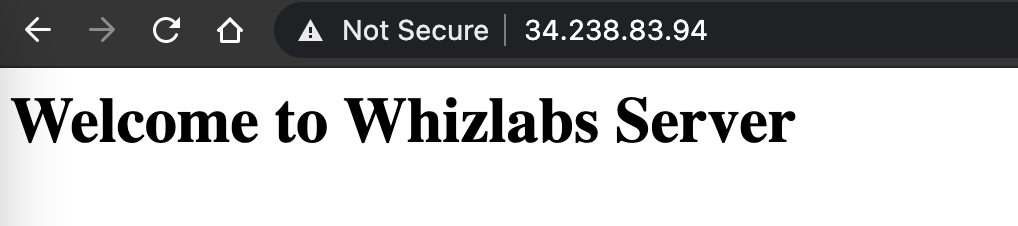 Not Secure 34.238.83.94
Welcome to Whizlabs Server